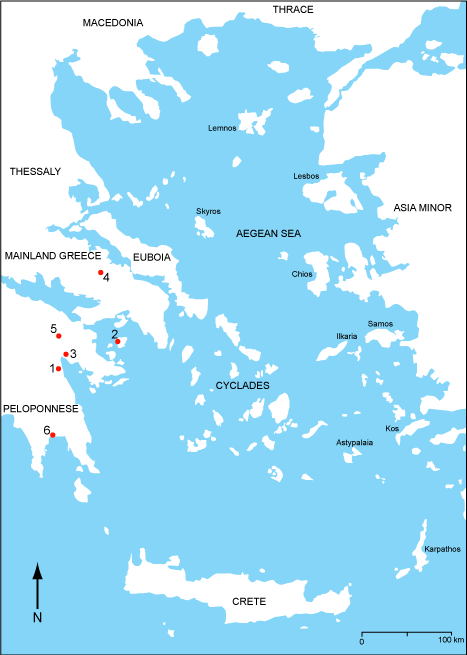 THRACE
MACEDONIA
Lemnos
THESSALY
Lesbos
ASIA MINOR
Skyros
AEGEAN SEA
MAINLAND GREECE
EUBOIA
4
Chios
5
2
Samos
Ikaria
3
1
CYCLADES
PELOPONNESE
6
Kos
Astypalaia
Karpathos
CRETE
N
0
100 km